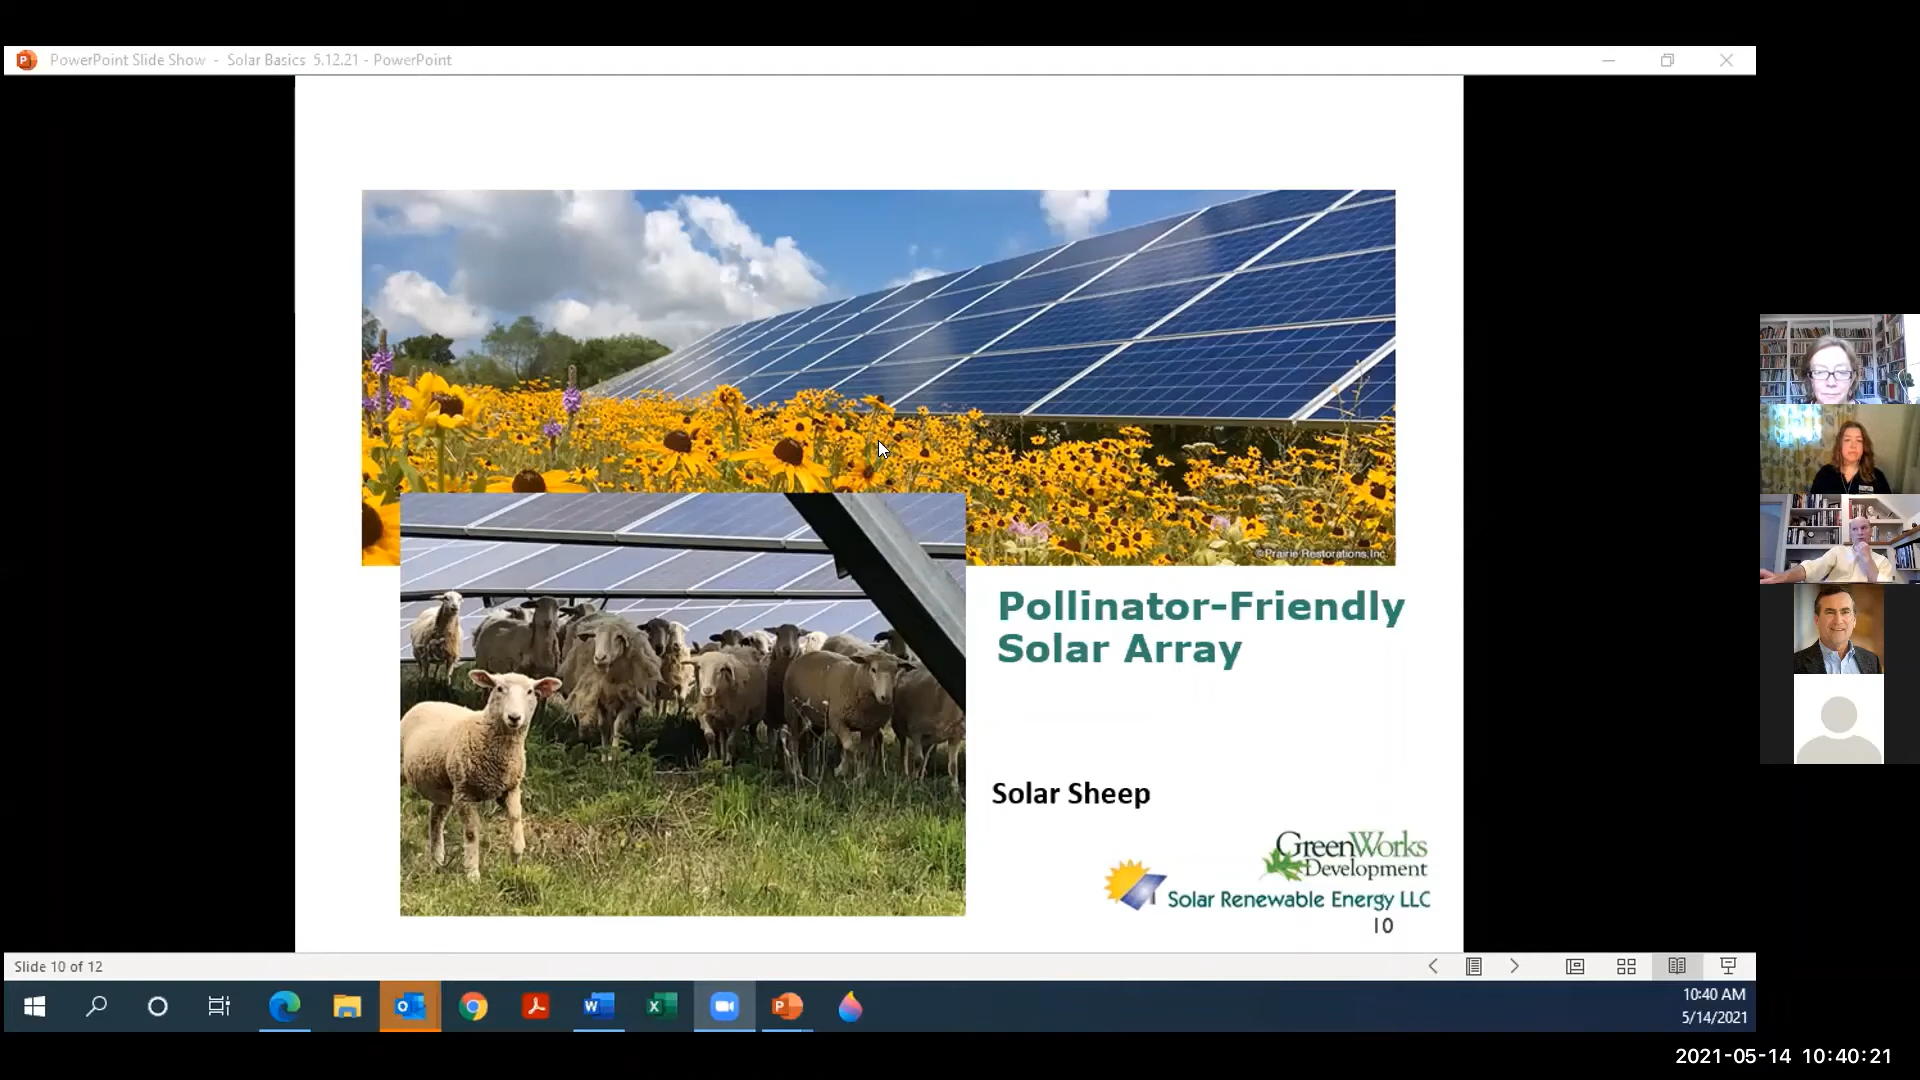 PowerPoint Slide Show - Solar Basics 5.12.21 - PowerPoint
©Prairie Restorations, Inc.
Pollinator-Friendly
Solar Array
Solar Sheep
GreenWorks
Development
Solar Renewable Energy LLC
10
Slide 10 of 12
10:40 AM
5/14/2021
2021-05-14 10:40:21